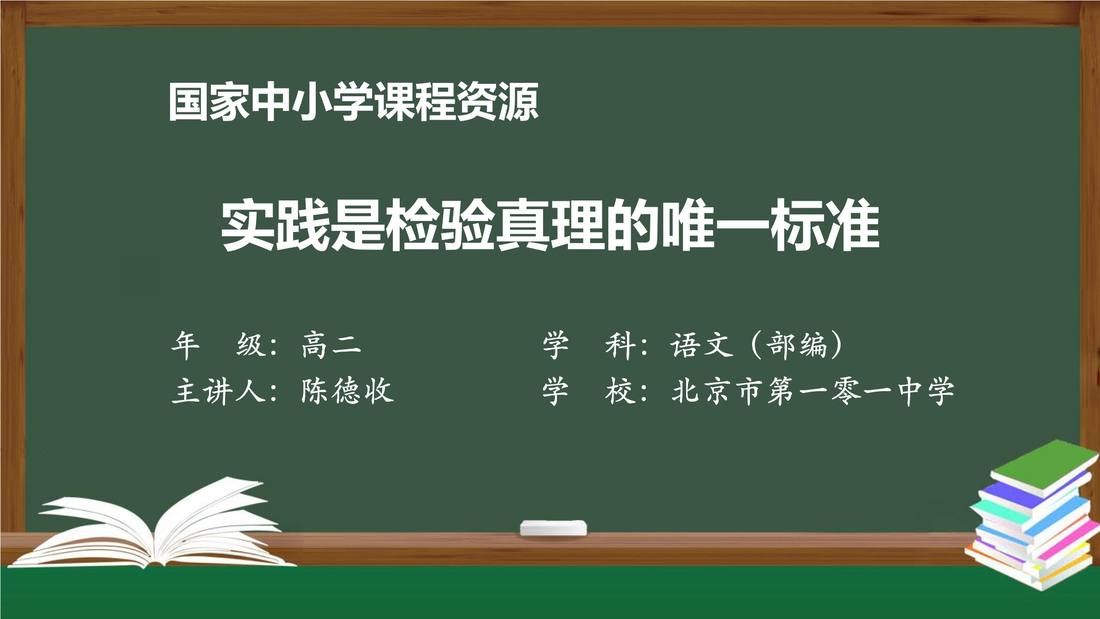 国家中小学课程资源
实践是检验真理的唯一标准
年 级：高二 学 科：语文（部编）
主讲人：陈德收 学 校：北京市第一零一中学